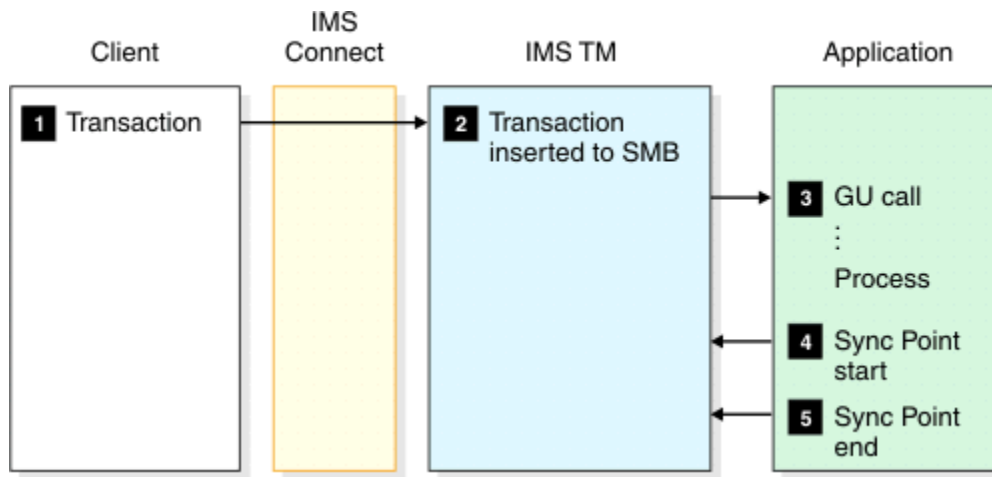 Client
IMS
Connect
IMS TM
Application
1 Transaction
2 Transaction
inserted to SMB
3 GU call
⋮
Process
4 Sync Point
start
5 Sync Point
end